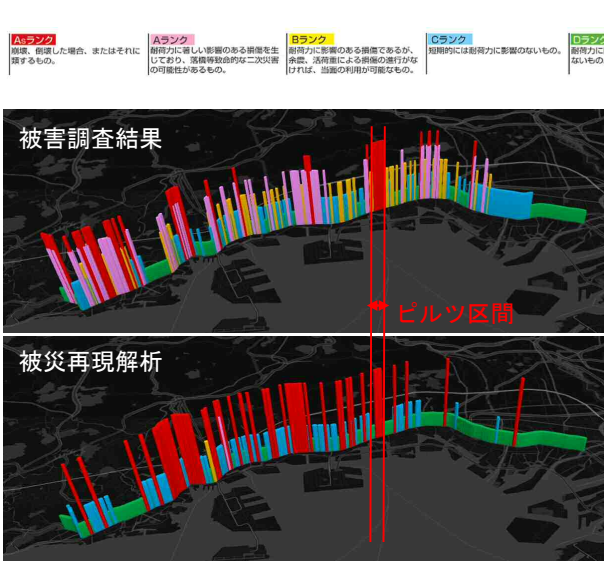 Asランク
崩壊、倒壊した場合、またはそれに
類するもの。
Aランク
耐荷力に著しい影響のある損傷を生
じており、落橋等致命的な二次災害
の可能性があるもの。
Bランク
耐荷力に影響のある損傷であるが、
余震、活荷重による損傷の進行がな
ければ、当面の利用が可能なもの。
Cランク
短期的には耐荷力に影響のないもの。
Dランク
耐荷力に
ないもの
被害調査結果
ピルツ区間
被災再現解析